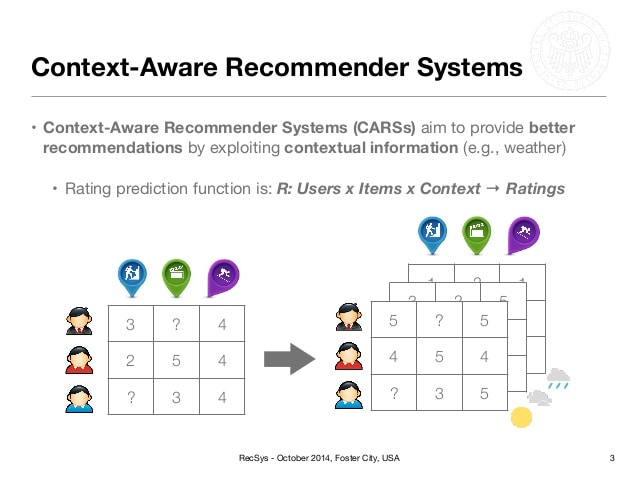 Context-Aware Recommender Systems
• Context-Aware Recommender Systems (CARSs) aim to provide better
recommendations by exploiting contextual information (e.g., weather)
• Rating prediction function is: R: Users x Items x Context → Ratings
3 ? 4
2 5 4
? 3 4
5 ? 5
4 5 4
? 3 5
RecSys - October 2014, Foster City, USA
3